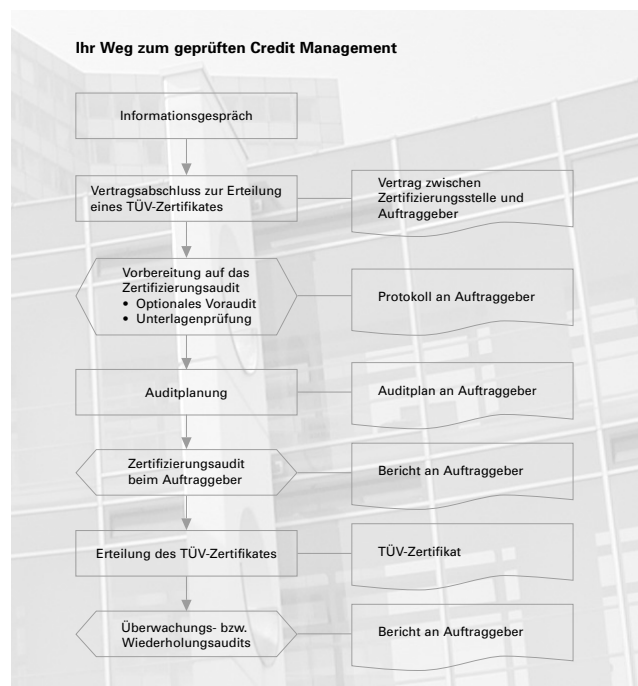 Ihr Weg zum geprüften Credit Management
Informationsgespräch
Vertragsabschluss zur Erteilung
eines TÜV-Zertifikates
Vertrag zwischen
Zertifizierungsstelle und
Auftraggeber
Vorbereitung auf das
Zertifizierungsaudit
• Optionales Voraudit
• Unterlagenprüfung
Protokoll an Auftraggeber
Auditplanung
Auditplan an Auftraggeber
Zertifizierungsaudit
beim Auftraggeber
Bericht an Auftraggeber
Erteilung des TÜV-Zertifikates
TÜV-Zertifikat
Überwachungs- bzw.
Wiederholungsaudits
Bericht an Auftraggeber